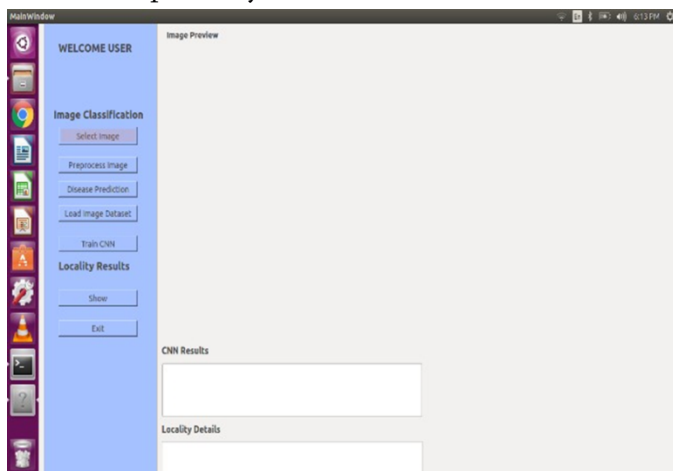 MainWindow
En
6:13 PM
WELCOME USER
Image Preview
Image Classification
Select Image
Preprocess Image
Disease Prediction
Load Image Dataset
Train CNN
Locality Results
Show
Exit
CNN Results
Locality Details